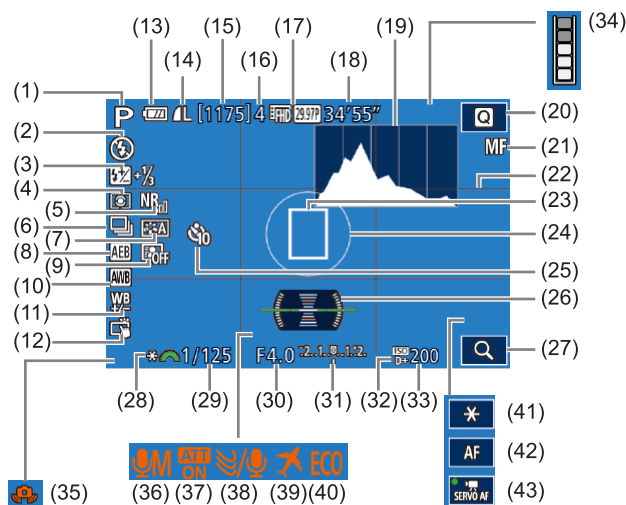 (13) (15) (17) (19) (34)
(14) (16) (18)
(1) P L [1175] 4 FHD 29.97P 34'55" Q (20)
(2) MF (21)
(3) +1/3 (22)
(4) (23)
(5) NR
(6) (24)
(7) A 10
(8) AEB (25)
(9) OFF
(10) AWB (26)
(11) WB +/-
(12) (27)
* 1/125 F4.0 -2..1..0..1..2. ISO D+ 200
(28) (29) (30) (31) (32) (33)
* (41)
M ATT ON / ECO AF (42)
(35) (36) (37) (38) (39) (40) SERVO AF (43)